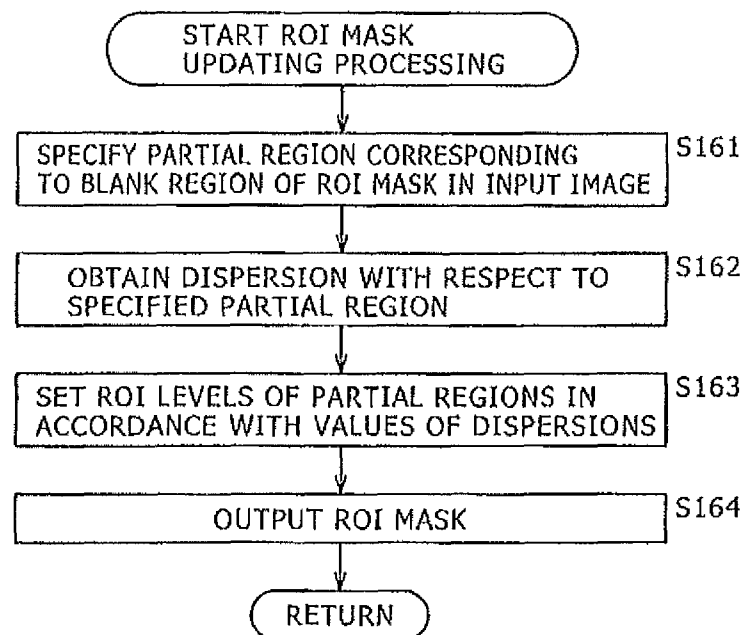 START ROI MASK
UPDATING PROCESSING
SPECIFY PARTIAL REGION CORRESPONDING
TO BLANK REGION OF ROI MASK IN INPUT IMAGE
S161
OBTAIN DISPERSION WITH RESPECT TO
SPECIFIED PARTIAL REGION
S162
SET ROI LEVELS OF PARTIAL REGIONS IN
ACCORDANCE WITH VALUES OF DISPERSIONS
S163
OUTPUT ROI MASK
S164
RETURN